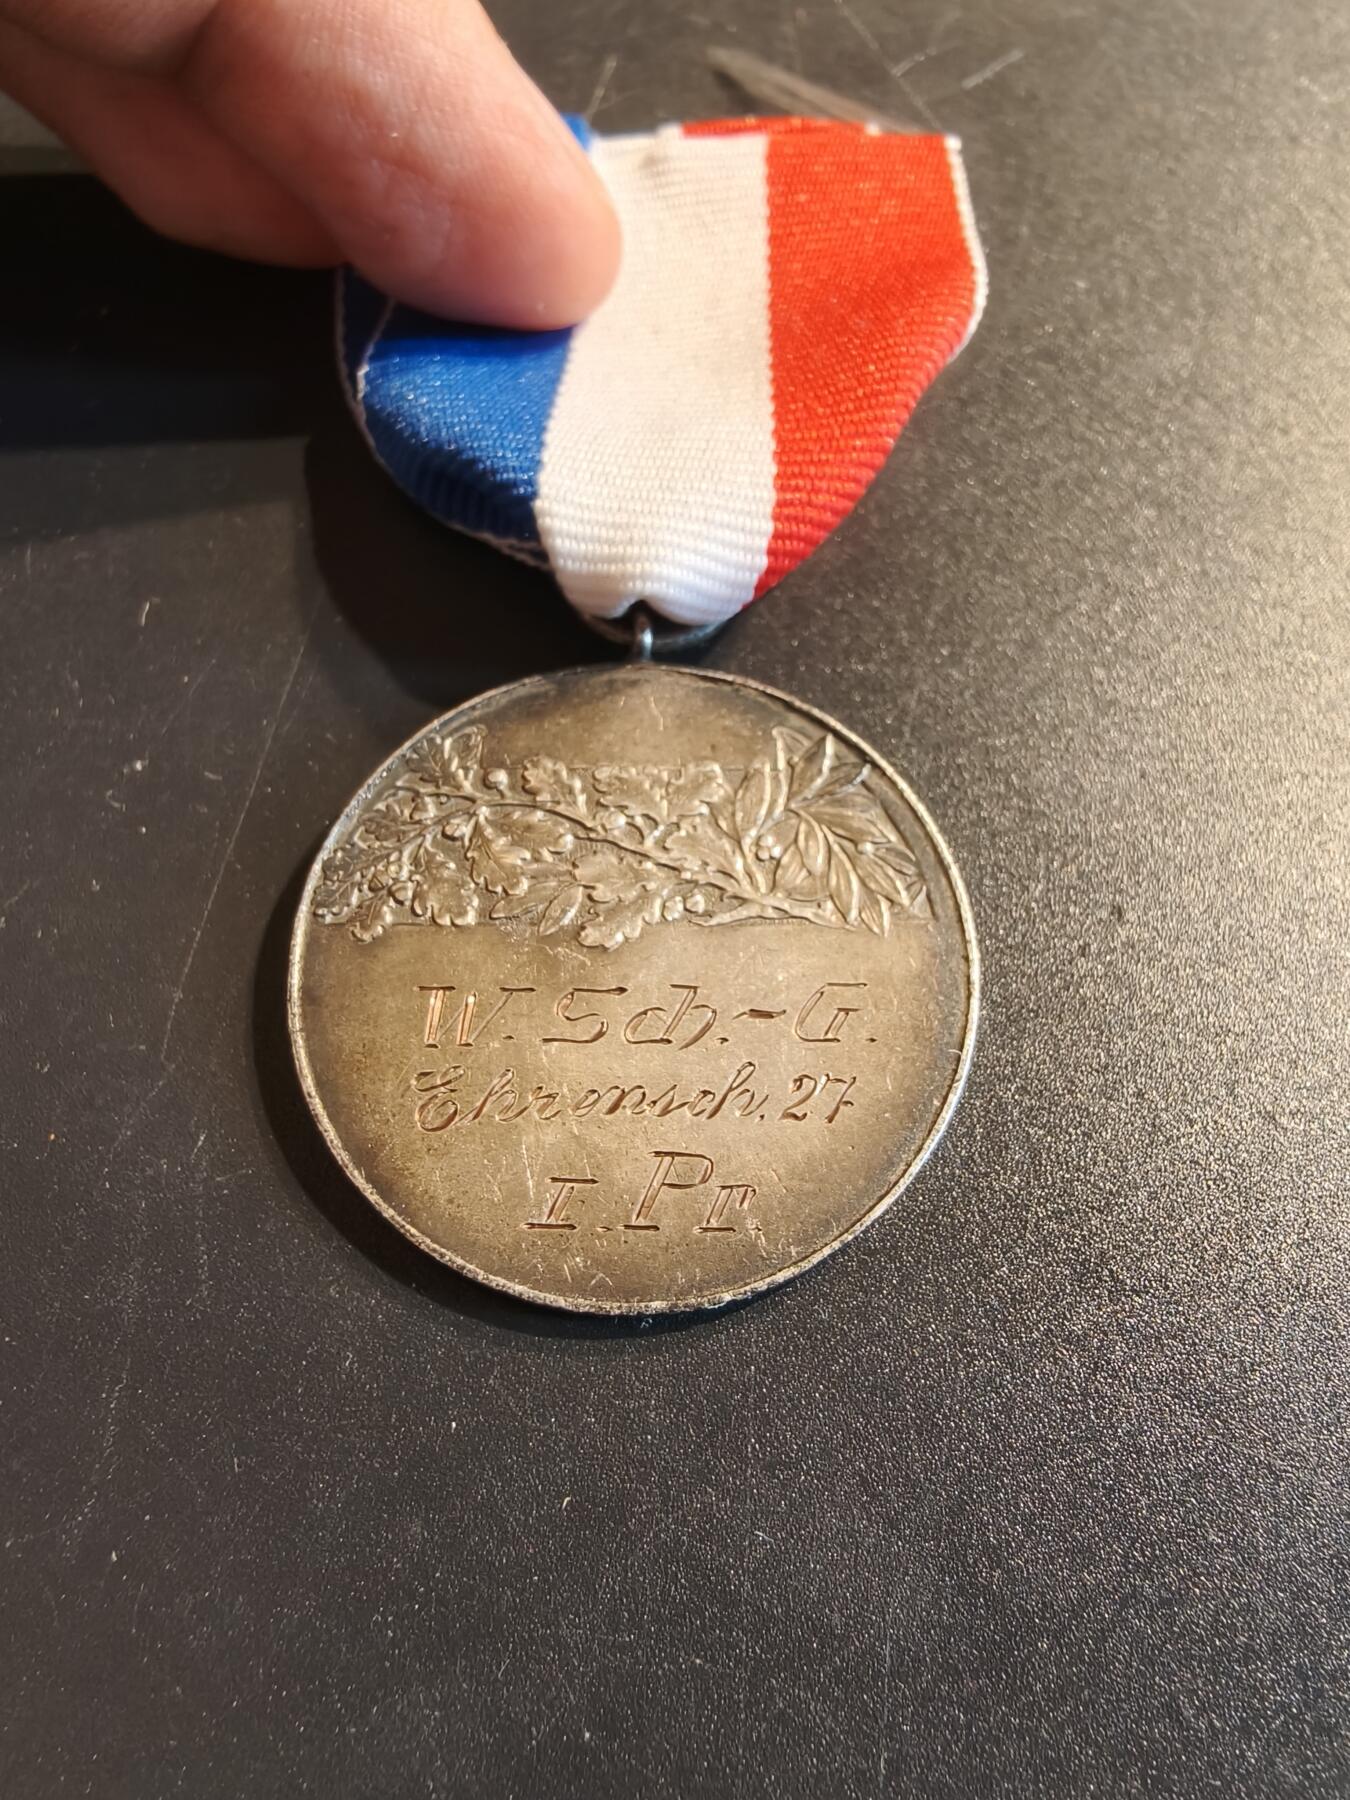 W. Sch.-G.
Ehrensch. 27
I. Pr.